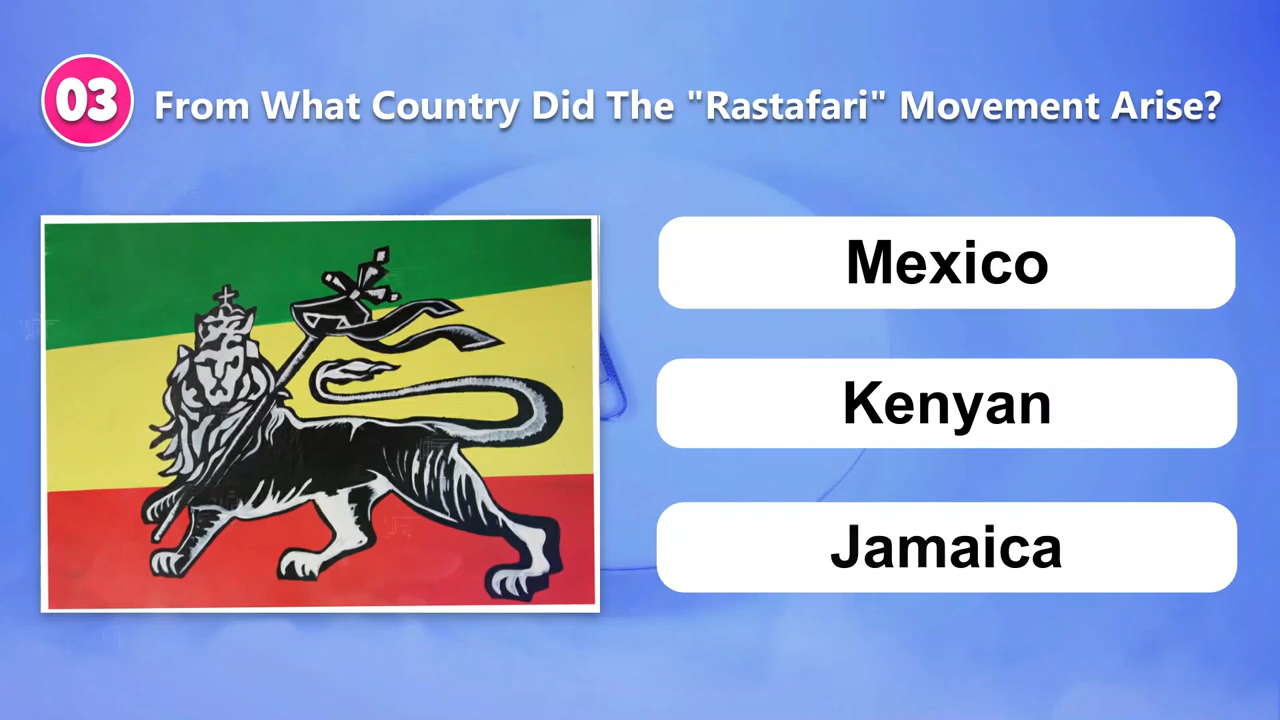 03
From What Country Did The "Rastafari" Movement Arise?
Mexico
Kenyan
Jamaica